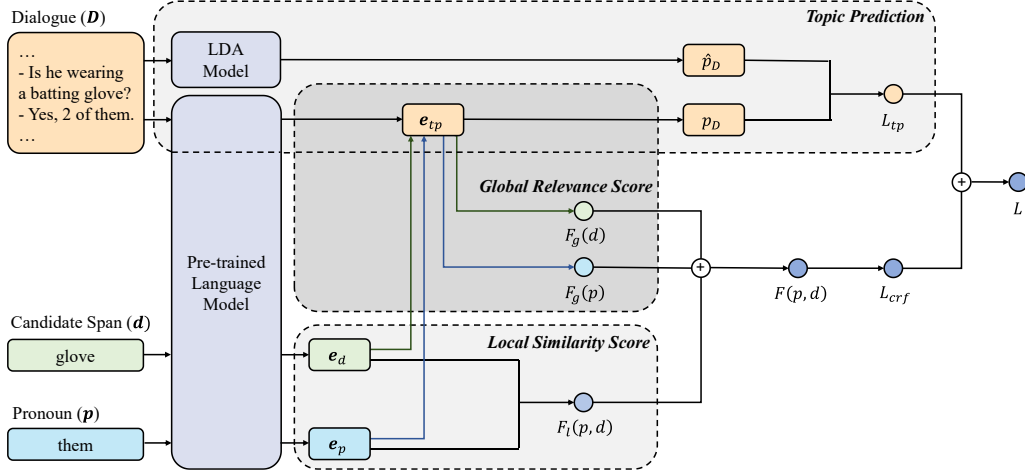 Dialogue (D)
…
- Is he wearing
a batting glove?
- Yes, 2 of them.
…
Candidate Span (d)
glove
Pronoun (p)
them
LDA
Model
Pre-trained
Language
Model
Topic Prediction
p̂_D
e_tp
p_D
L_tp
Global Relevance Score
F_g(d)
F_g(p)
F(p, d)
L_crf
L
+
+
Local Similarity Score
e_d
e_p
F_l(p, d)